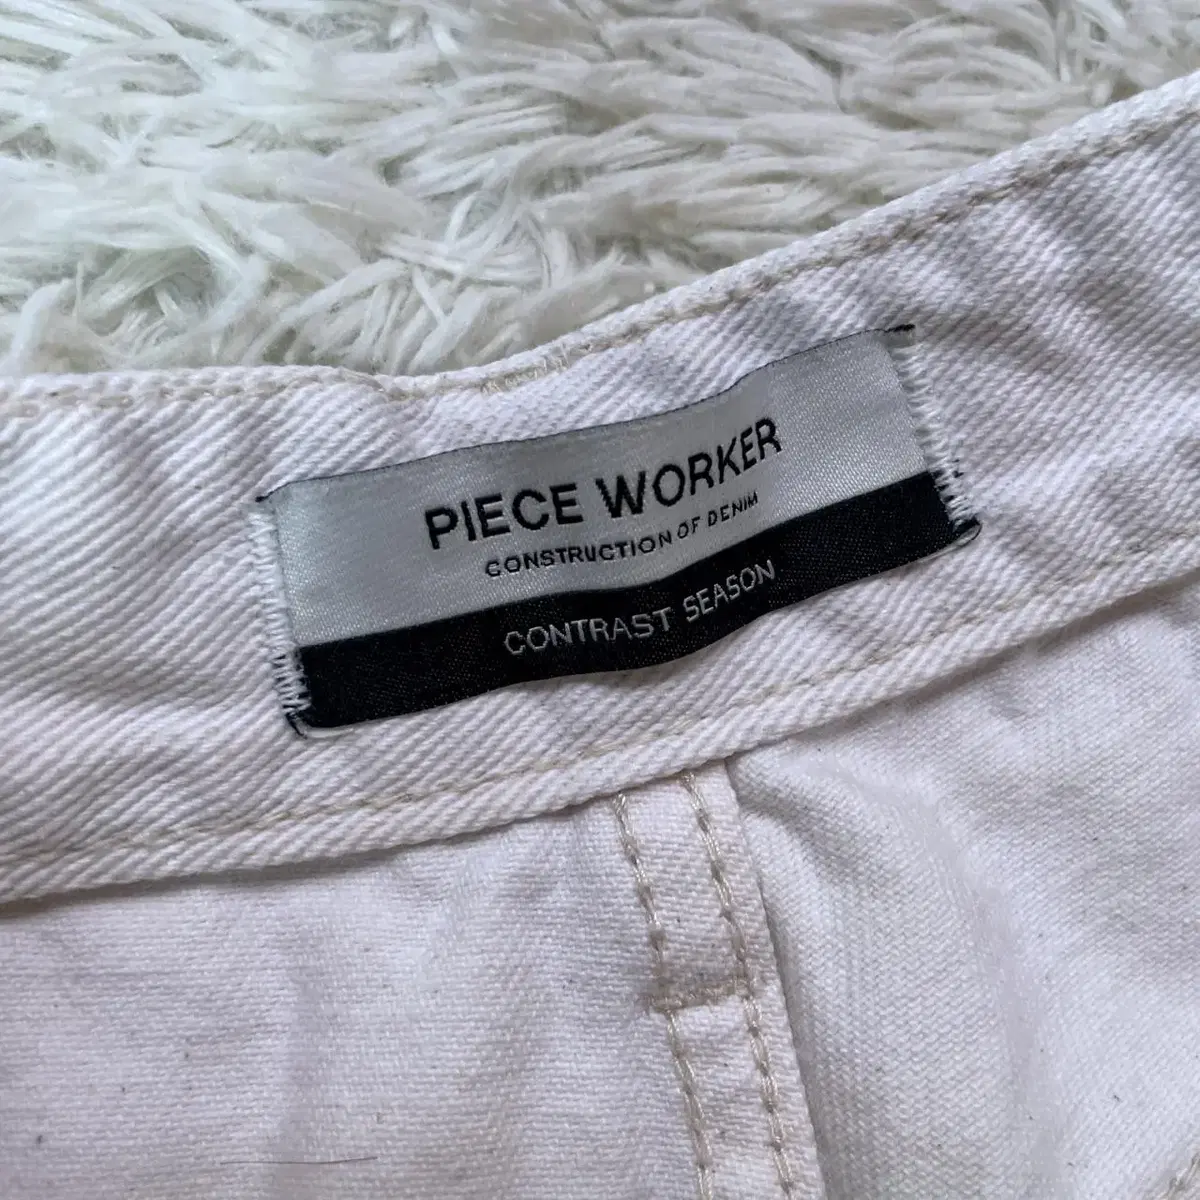 PIECE WORKER
CONSTRUCTION OF DENIM
CONTRAST SEASON